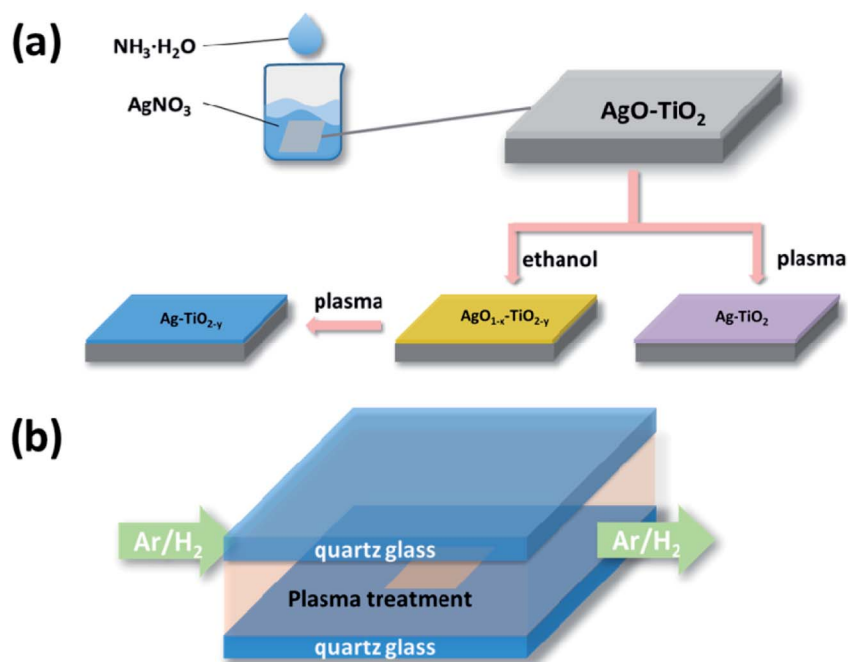 (a)
NH₃·H₂O
AgNO₃
AgO-TiO₂
ethanol
plasma
plasma
Ag-TiO₂₋ᵧ
AgO₁₋ₓ-TiO₂₋ᵧ
Ag-TiO₂
(b)
Ar/H₂
quartz glass
Ar/H₂
Plasma treatment
quartz glass